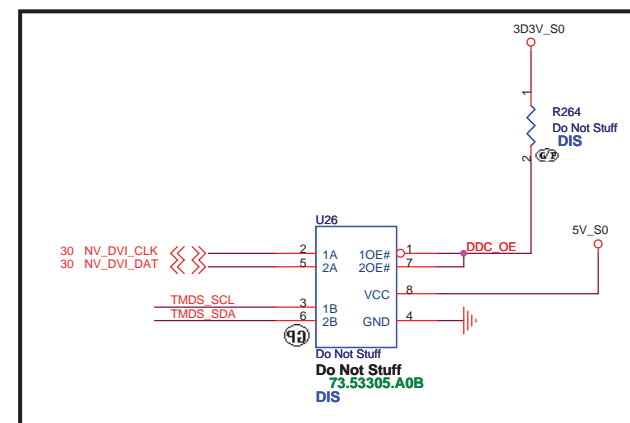 3D3V_S0
1
R264
Do Not Stuff
DIS
2
5V_S0
U26
30 NV_DVI_CLK
2
1A
1OE#
1
DDC_OE
30 NV_DVI_DAT
5
2A
2OE#
7
VCC
8
TMDS_SCL
3
1B
TMDS_SDA
6
2B
GND
4
Do Not Stuff
Do Not Stuff
73.53305.A0B
DIS